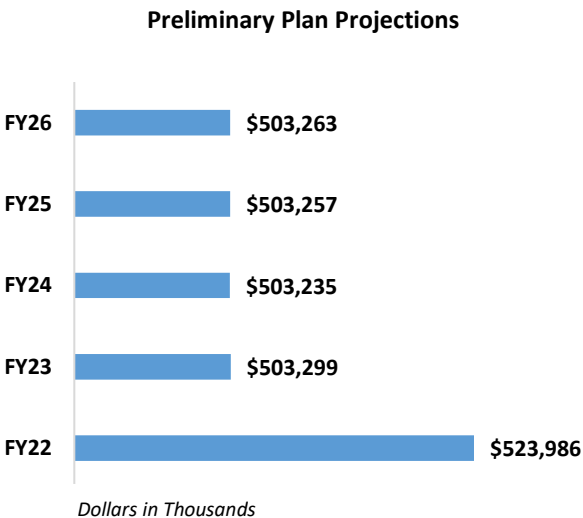 Preliminary Plan Projections
FY26 $503,263
FY25 $503,257
FY24 $503,235
FY23 $503,299
FY22 $523,986
Dollars in Thousands